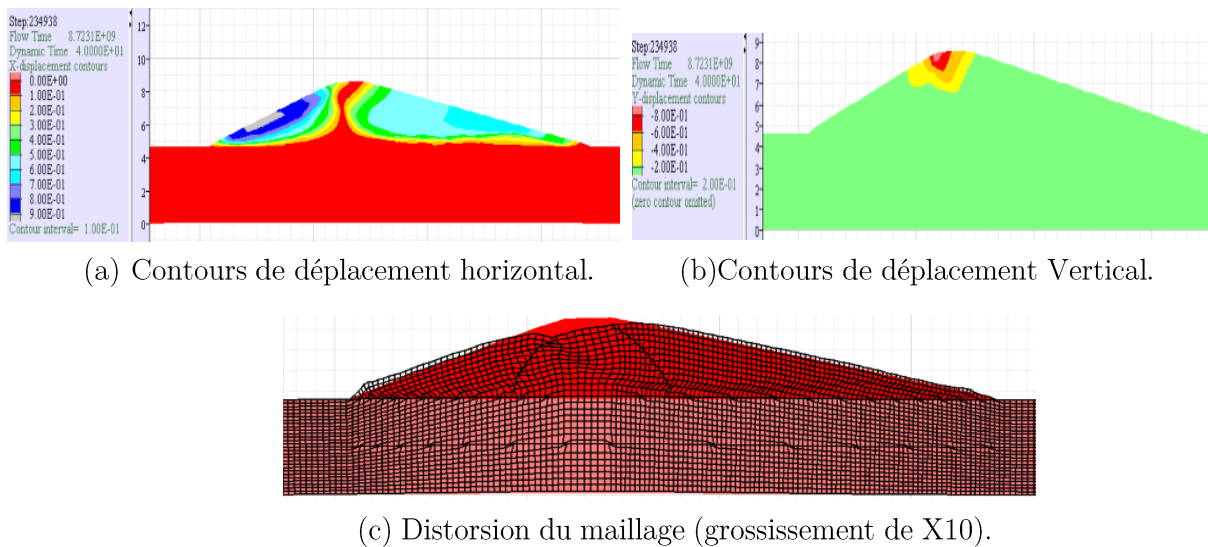 Step:234938
Flow Time 8.7231E+09
Dynamic Time 4.0000E+01
X-displacement contours
0.00E+00
1.00E-01
2.00E-01
3.00E-01
4.00E-01
5.00E-01
6.00E-01
7.00E-01
8.00E-01
9.00E-01
Contour interval= 1.00E-01
12
10
8
6
4
2
0
Step:234938
Flow Time 8.7231E+09
Dynamic Time 4.0000E+01
Y-displacement contours
-8.00E-01
-6.00E-01
-4.00E-01
-2.00E-01
Contour interval= 2.00E-01
(zero contour omitted)
9
8
7
6
5
4
3
2
1
0
(a) Contours de déplacement horizontal.
(b)Contours de déplacement Vertical.
(c) Distorsion du maillage (grossissement de X10).